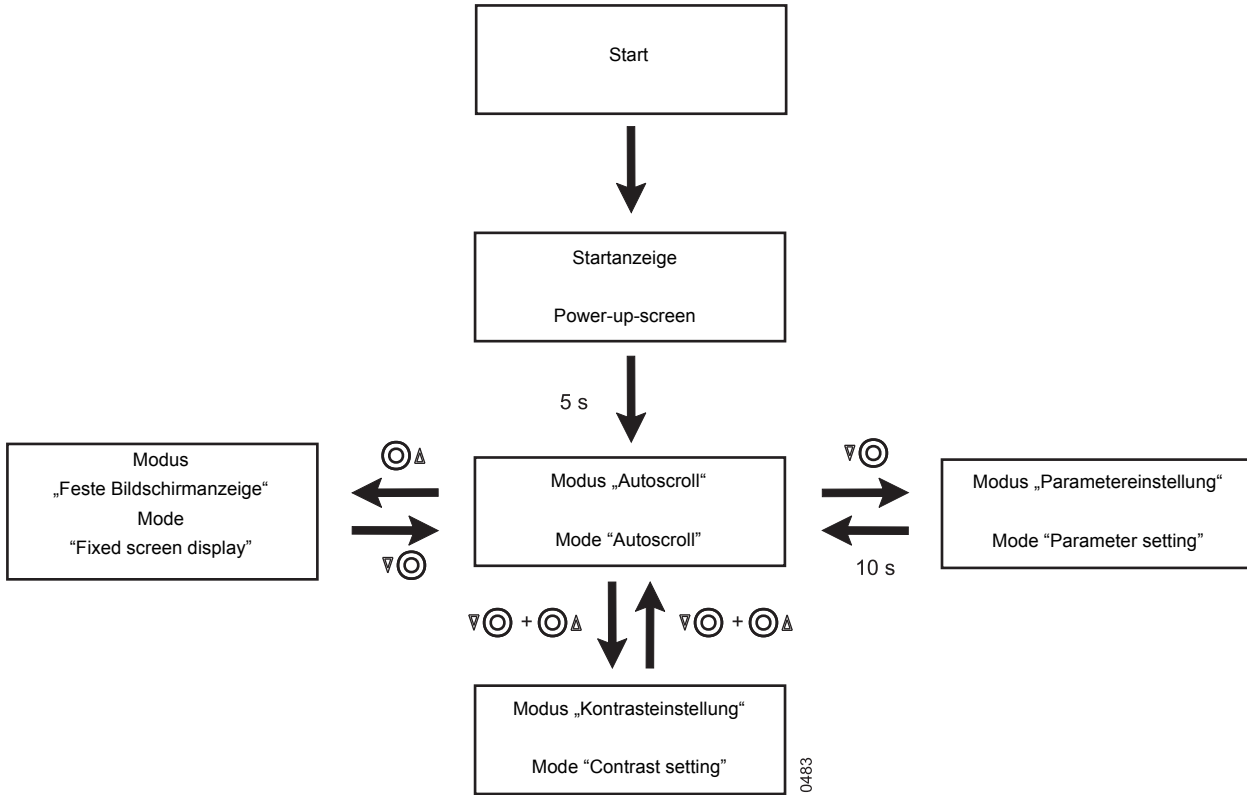 Start
Startanzeige
Power-up-screen
5 s
Modus
„Feste Bildschirmanzeige“
Mode
“Fixed screen display”
Modus „Autoscroll“
Mode “Autoscroll”
Modus „Parametereinstellung“
Mode “Parameter setting”
10 s
+
+
Modus „Kontrasteinstellung“
Mode “Contrast setting”
0483